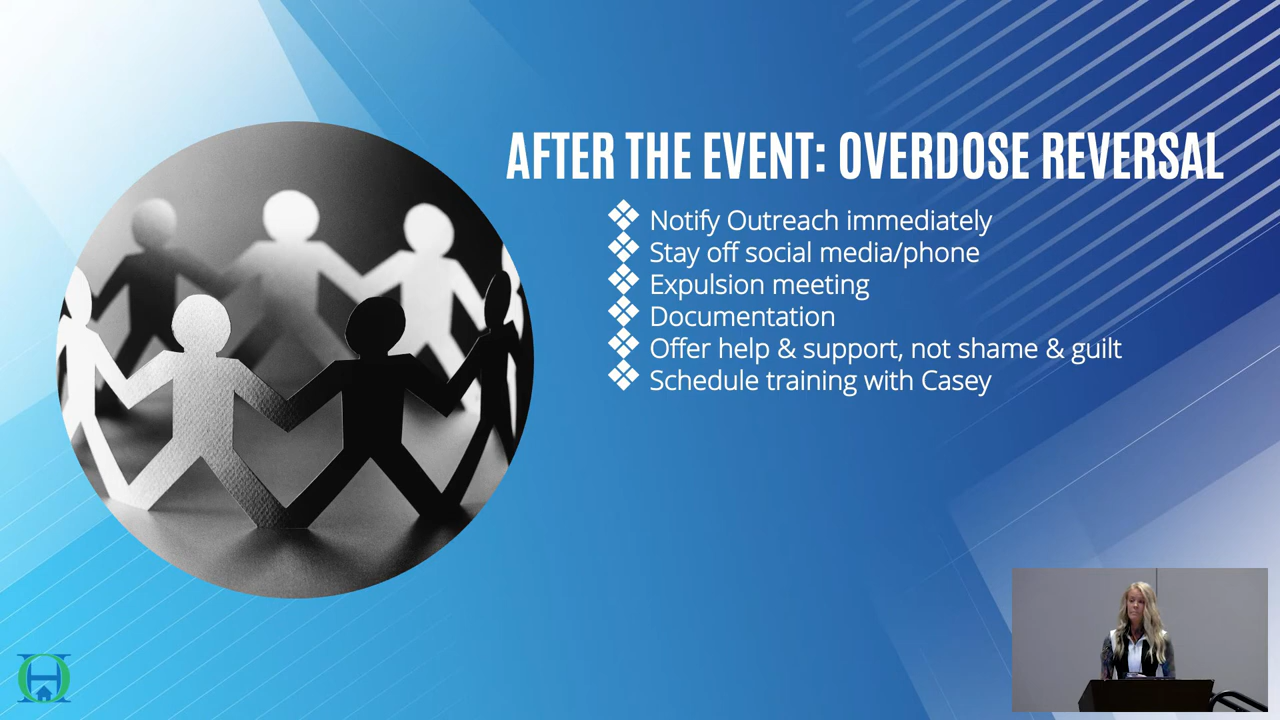 AFTER THE EVENT: OVERDOSE REVERSAL
Notify Outreach immediately
Stay off social media/phone
Expulsion meeting
Documentation
Offer help & support, not shame & guilt
Schedule training with Casey